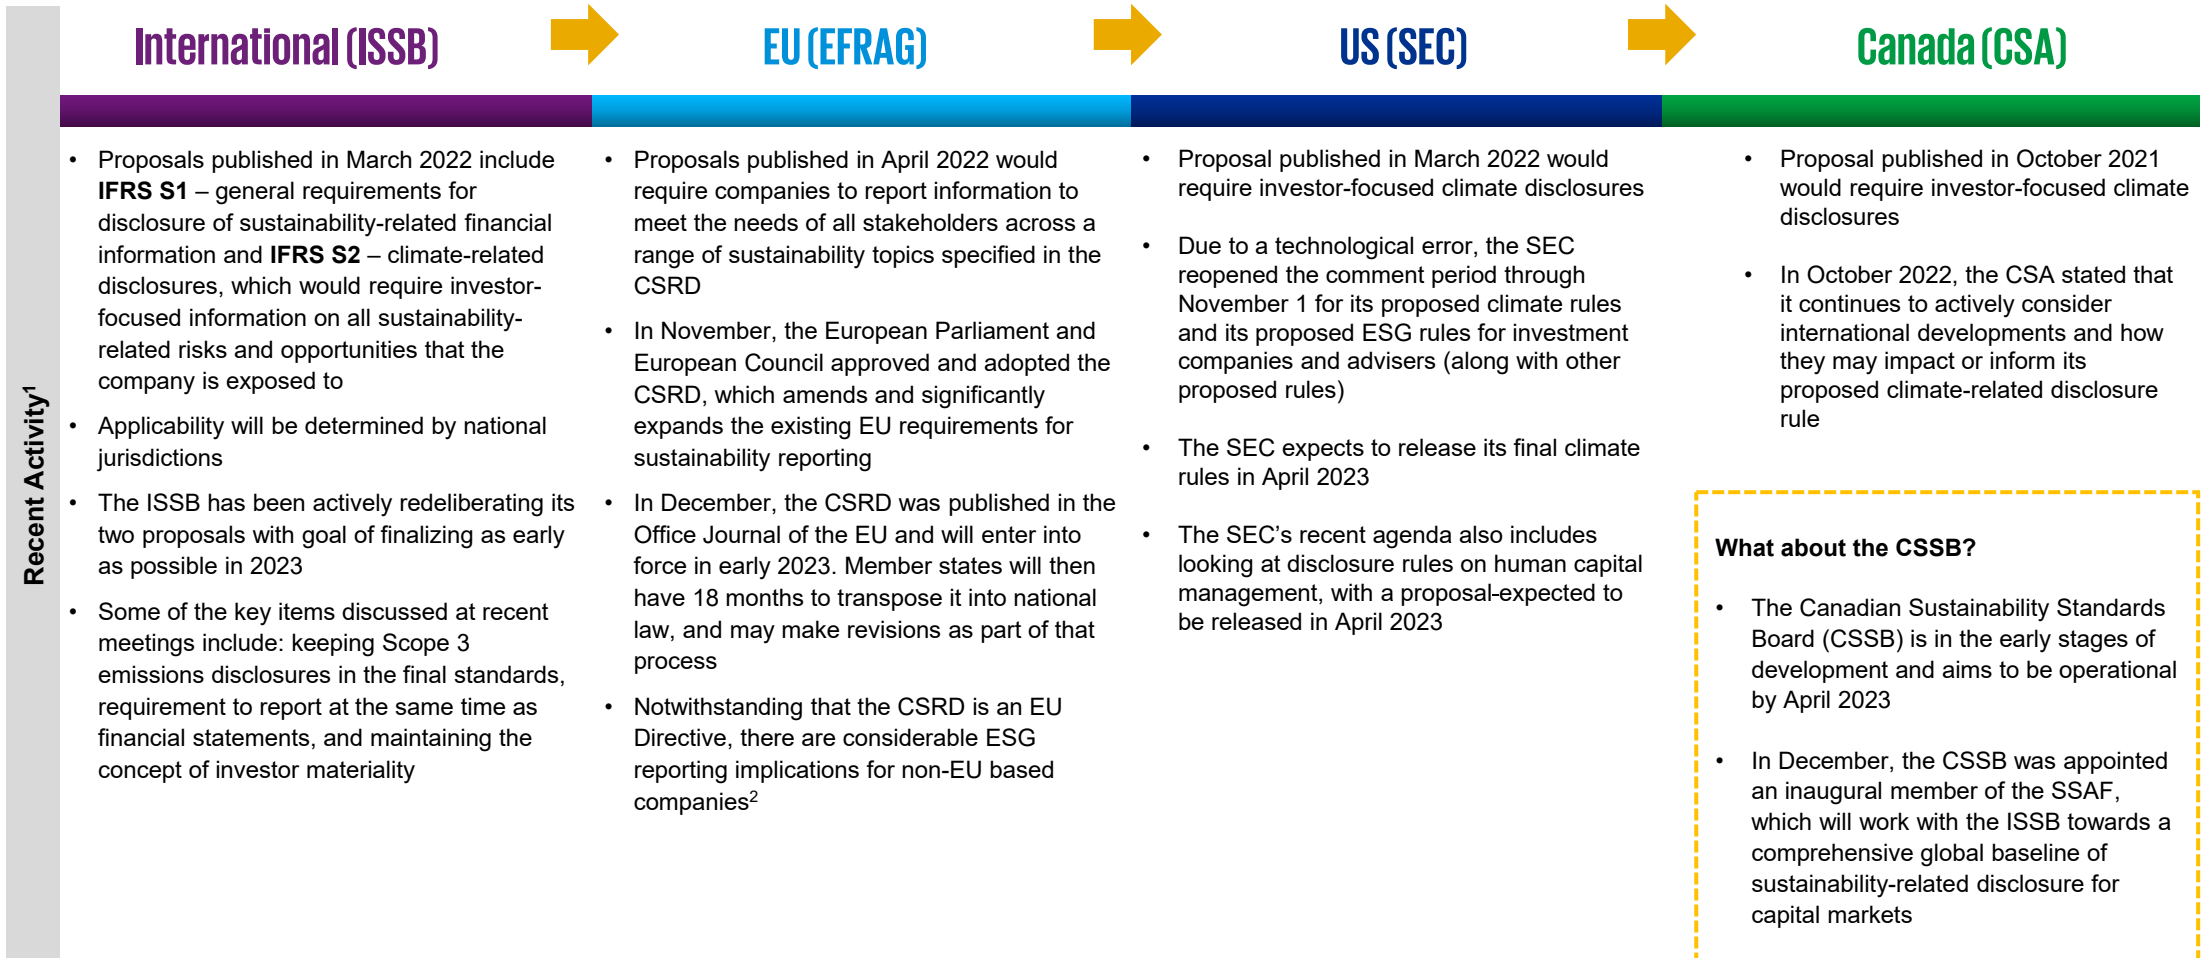 International (ISSB)
EU (EFRAG)
US (SEC)
Canada (CSA)
Recent Activity1
• Proposals published in March 2022 include
IFRS S1 – general requirements for
disclosure of sustainability-related financial
information and IFRS S2 – climate-related
disclosures, which would require investor-
focused information on all sustainability-
related risks and opportunities that the
company is exposed to
• Applicability will be determined by national
jurisdictions
• The ISSB has been actively redeliberating its
two proposals with goal of finalizing as early
as possible in 2023
• Some of the key items discussed at recent
meetings include: keeping Scope 3
emissions disclosures in the final standards,
requirement to report at the same time as
financial statements, and maintaining the
concept of investor materiality
• Proposals published in April 2022 would
require companies to report information to
meet the needs of all stakeholders across a
range of sustainability topics specified in the
CSRD
• In November, the European Parliament and
European Council approved and adopted the
CSRD, which amends and significantly
expands the existing EU requirements for
sustainability reporting
• In December, the CSRD was published in the
Office Journal of the EU and will enter into
force in early 2023. Member states will then
have 18 months to transpose it into national
law, and may make revisions as part of that
process
• Notwithstanding that the CSRD is an EU
Directive, there are considerable ESG
reporting implications for non-EU based
companies2
• Proposal published in March 2022 would
require investor-focused climate disclosures
• Due to a technological error, the SEC
reopened the comment period through
November 1 for its proposed climate rules
and its proposed ESG rules for investment
companies and advisers (along with other
proposed rules)
• The SEC expects to release its final climate
rules in April 2023
• The SEC’s recent agenda also includes
looking at disclosure rules on human capital
management, with a proposal-expected to
be released in April 2023
• Proposal published in October 2021
would require investor-focused climate
disclosures
• In October 2022, the CSA stated that
it continues to actively consider
international developments and how
they may impact or inform its
proposed climate-related disclosure
rule
What about the CSSB?
• The Canadian Sustainability Standards
Board (CSSB) is in the early stages of
development and aims to be operational
by April 2023
• In December, the CSSB was appointed
an inaugural member of the SSAF,
which will work with the ISSB towards a
comprehensive global baseline of
sustainability-related disclosure for
capital markets